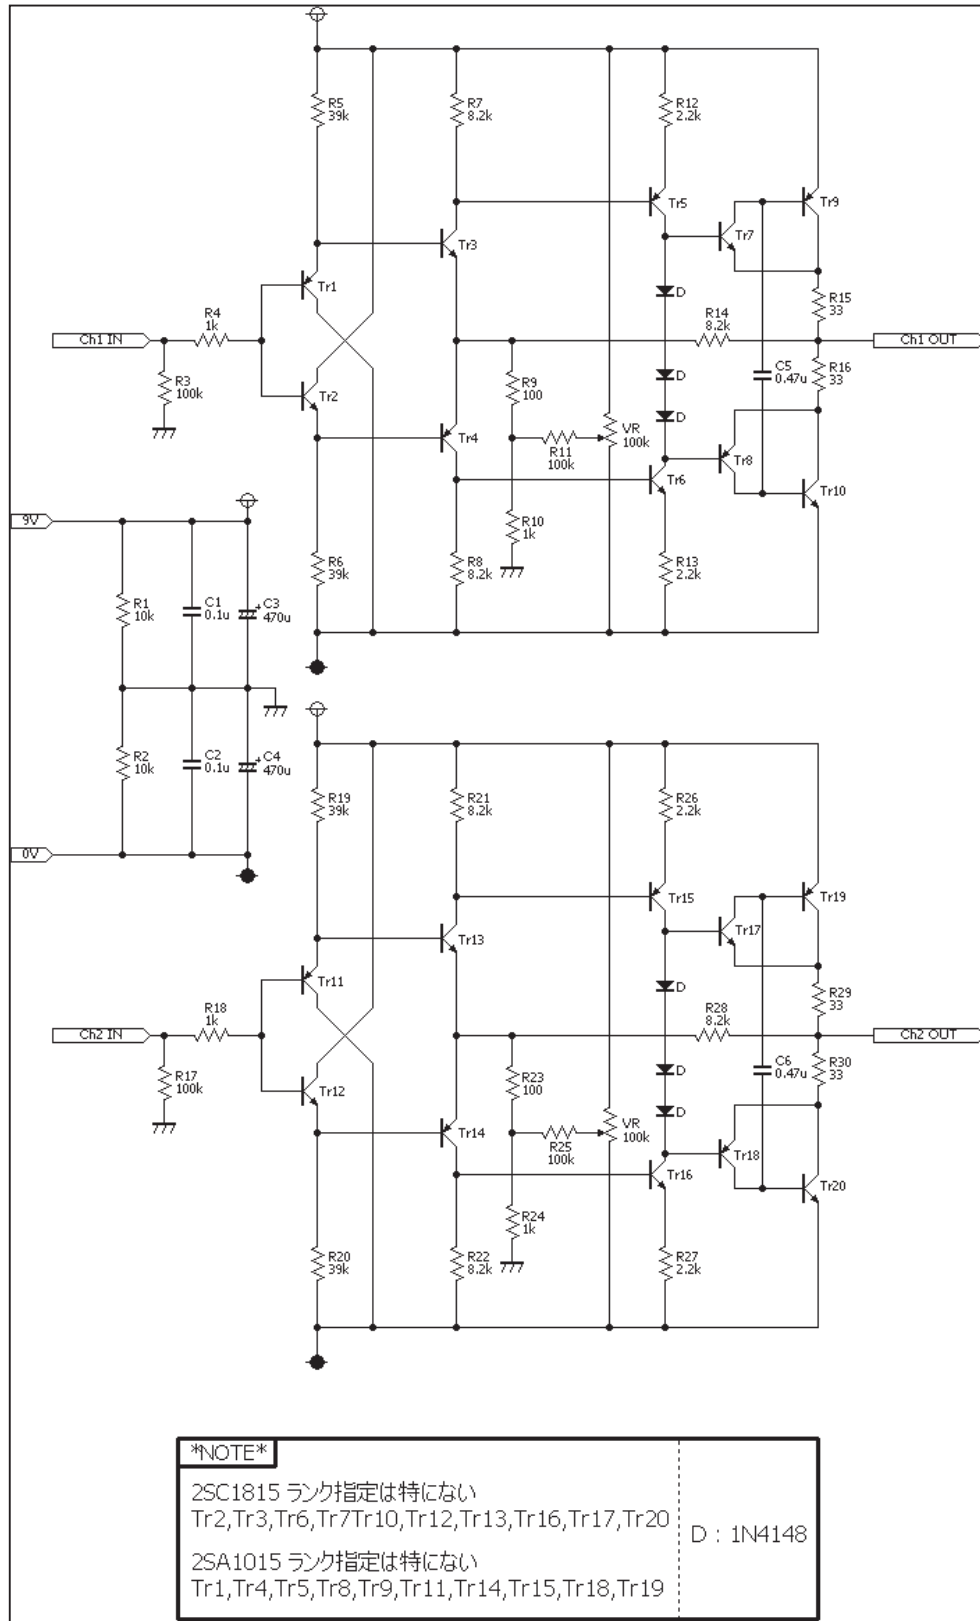 R5
39k
R7
8.2k
R12
2.2k
Tr5
Tr9
Tr7
Tr3
Tr1
D
R15
33
R4
1k
R14
8.2k
Ch1 IN
Ch1 OUT
R3
100k
R9
100
D
C5
0.47u
R16
33
Tr2
D
Tr4
VR
100k
R11
100k
Tr8
Tr6
Tr10
9V
R10
1k
R6
39k
R8
8.2k
R13
2.2k
R1
10k
C1
0.1u
+
C3
470u
R2
10k
C2
0.1u
+
C4
470u
R19
39k
R21
8.2k
R26
2.2k
0V
Tr15
Tr19
Tr17
Tr13
Tr11
D
R29
33
R18
1k
R28
8.2k
Ch2 IN
Ch2 OUT
R17
100k
R23
100
D
C6
0.47u
R30
33
Tr12
D
Tr14
VR
100k
R25
100k
Tr18
Tr16
Tr20
R24
1k
R20
39k
R22
8.2k
R27
2.2k
*NOTE*
2SC1815 ランク指定は特にない
Tr2,Tr3,Tr6,Tr7Tr10,Tr12,Tr13,Tr16,Tr17,Tr20
D : 1N4148
2SA1015 ランク指定は特にない
Tr1,Tr4,Tr5,Tr8,Tr9,Tr11,Tr14,Tr15,Tr18,Tr19